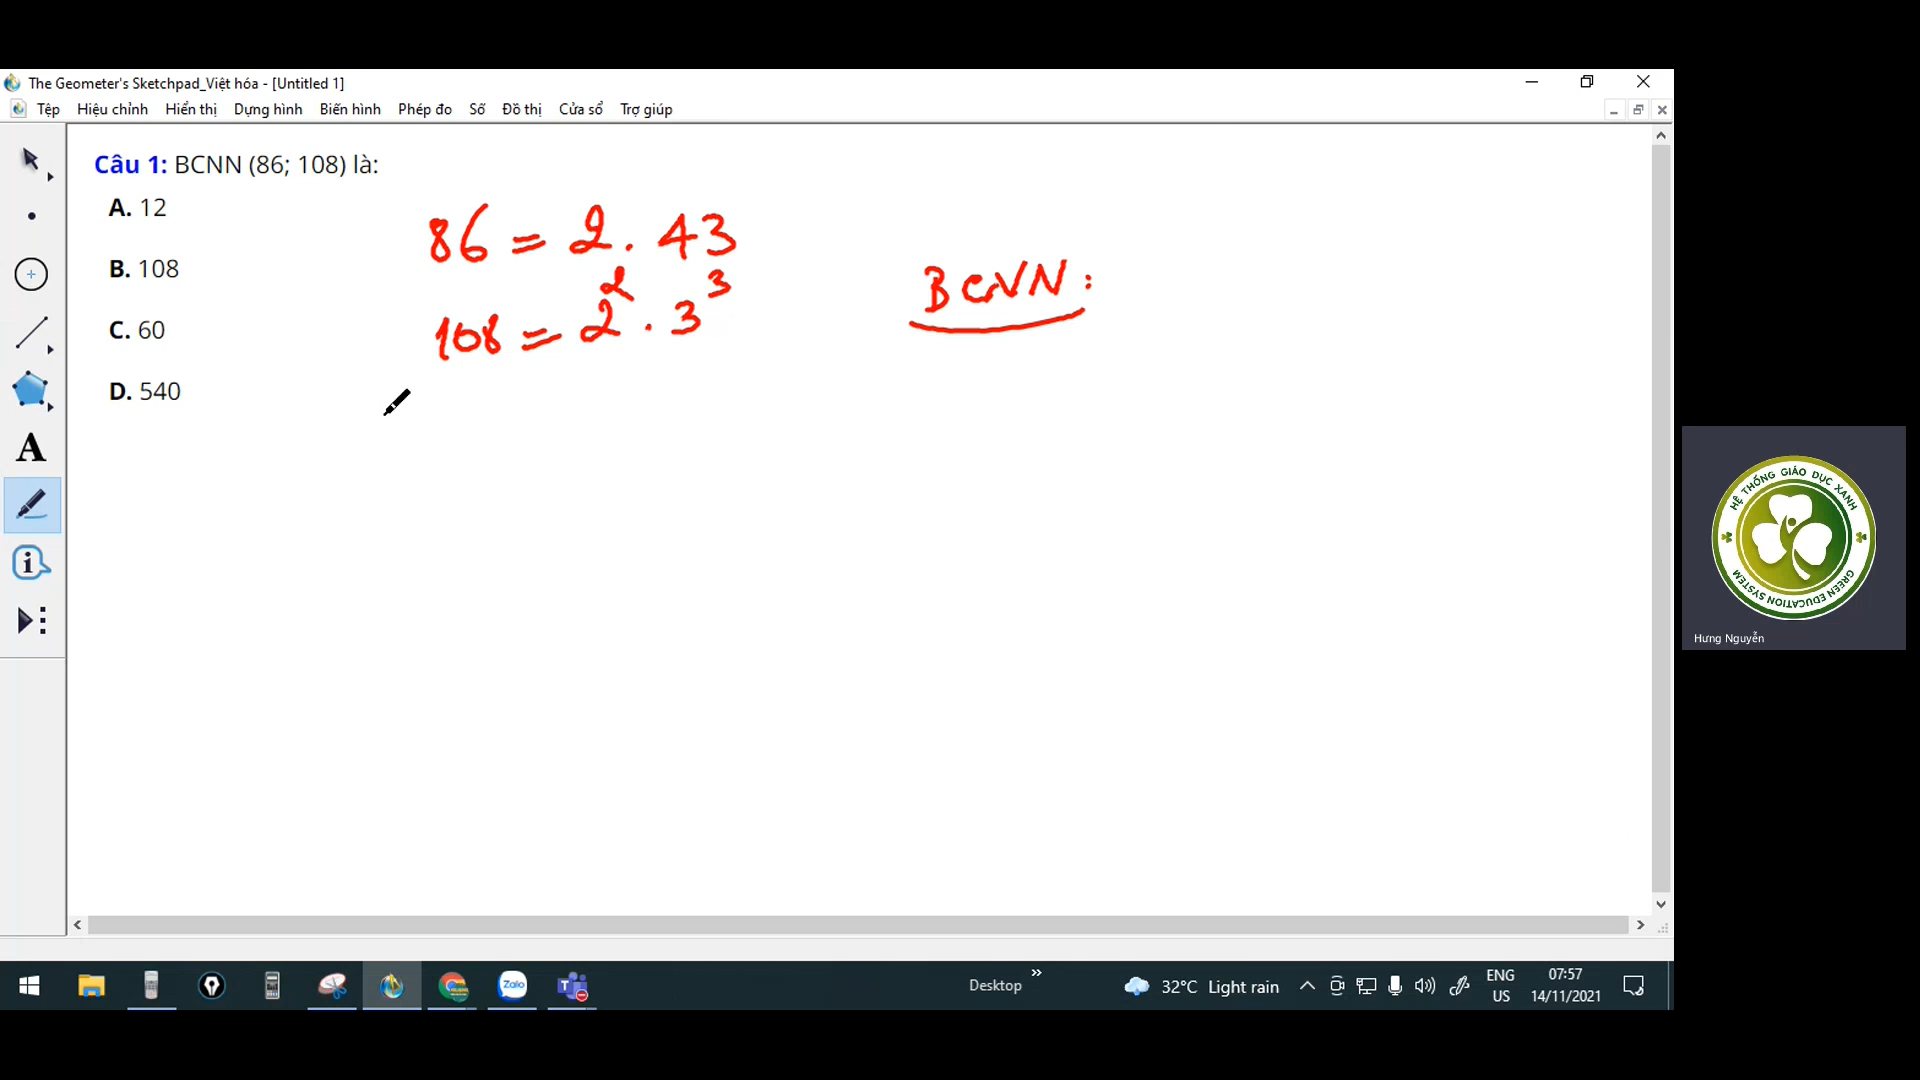 The Geometer's Sketchpad_Việt hóa - [Untitled 1]
Tệp Hiệu chỉnh Hiển thị Dựng hình Biến hình Phép đo Số Đồ thị Cửa sổ Trợ giúp
Câu 1: BCNN (86; 108) là:
A. 12
B. 108
C. 60
D. 540
86 = 2 . 43
108 = 2² . 3³
BCNN :
A
HỆ THỐNG GIÁO DỤC XANH
GREEN EDUCATION SYSTEM
Hưng Nguyễn
Zalo
T
Desktop
32°C Light rain
ENG
US
07:57
14/11/2021